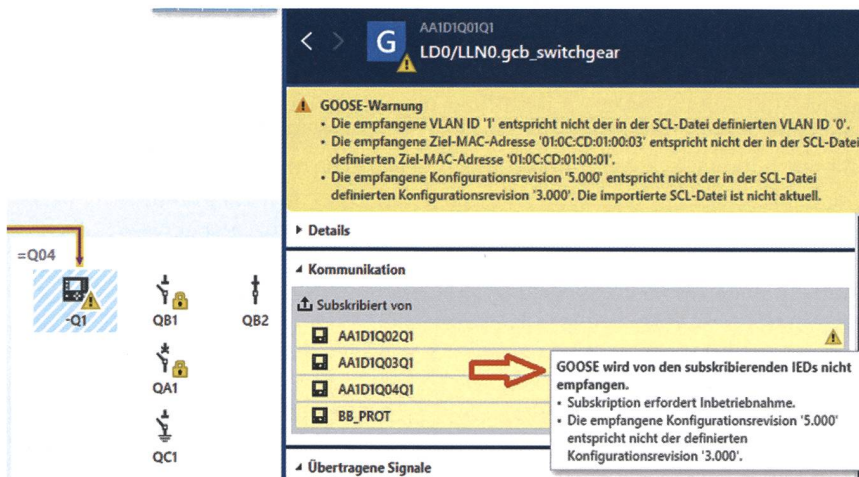 AA1D1Q01Q1
LD0/LLN0.gcb_switchgear
G
GOOSE-Warnung
• Die empfangene VLAN ID '1' entspricht nicht der in der SCL-Datei definierten VLAN ID '0'.
• Die empfangene Ziel-MAC-Adresse '01:0C:CD:01:00:03' entspricht nicht der in der SCL-Datei
definierten Ziel-MAC-Adresse '01:0C:CD:01:00:01'.
• Die empfangene Konfigurationsrevision '5.000' entspricht nicht der in der SCL-Datei
definierten Konfigurationsrevision '3.000'. Die importierte SCL-Datei ist nicht aktuell.
Details
Kommunikation
Subskribiert von
AA1D1Q02Q1
AA1D1Q03Q1
AA1D1Q04Q1
BB_PROT
GOOSE wird von den subskribierenden IEDs nicht
empfangen.
• Subskription erfordert Inbetriebnahme.
• Die empfangene Konfigurationsrevision '5.000'
entspricht nicht der definierten
Konfigurationsrevision '3.000'.
Übertragene Signale
=Q04
-Q1
QB1
QB2
QA1
QC1